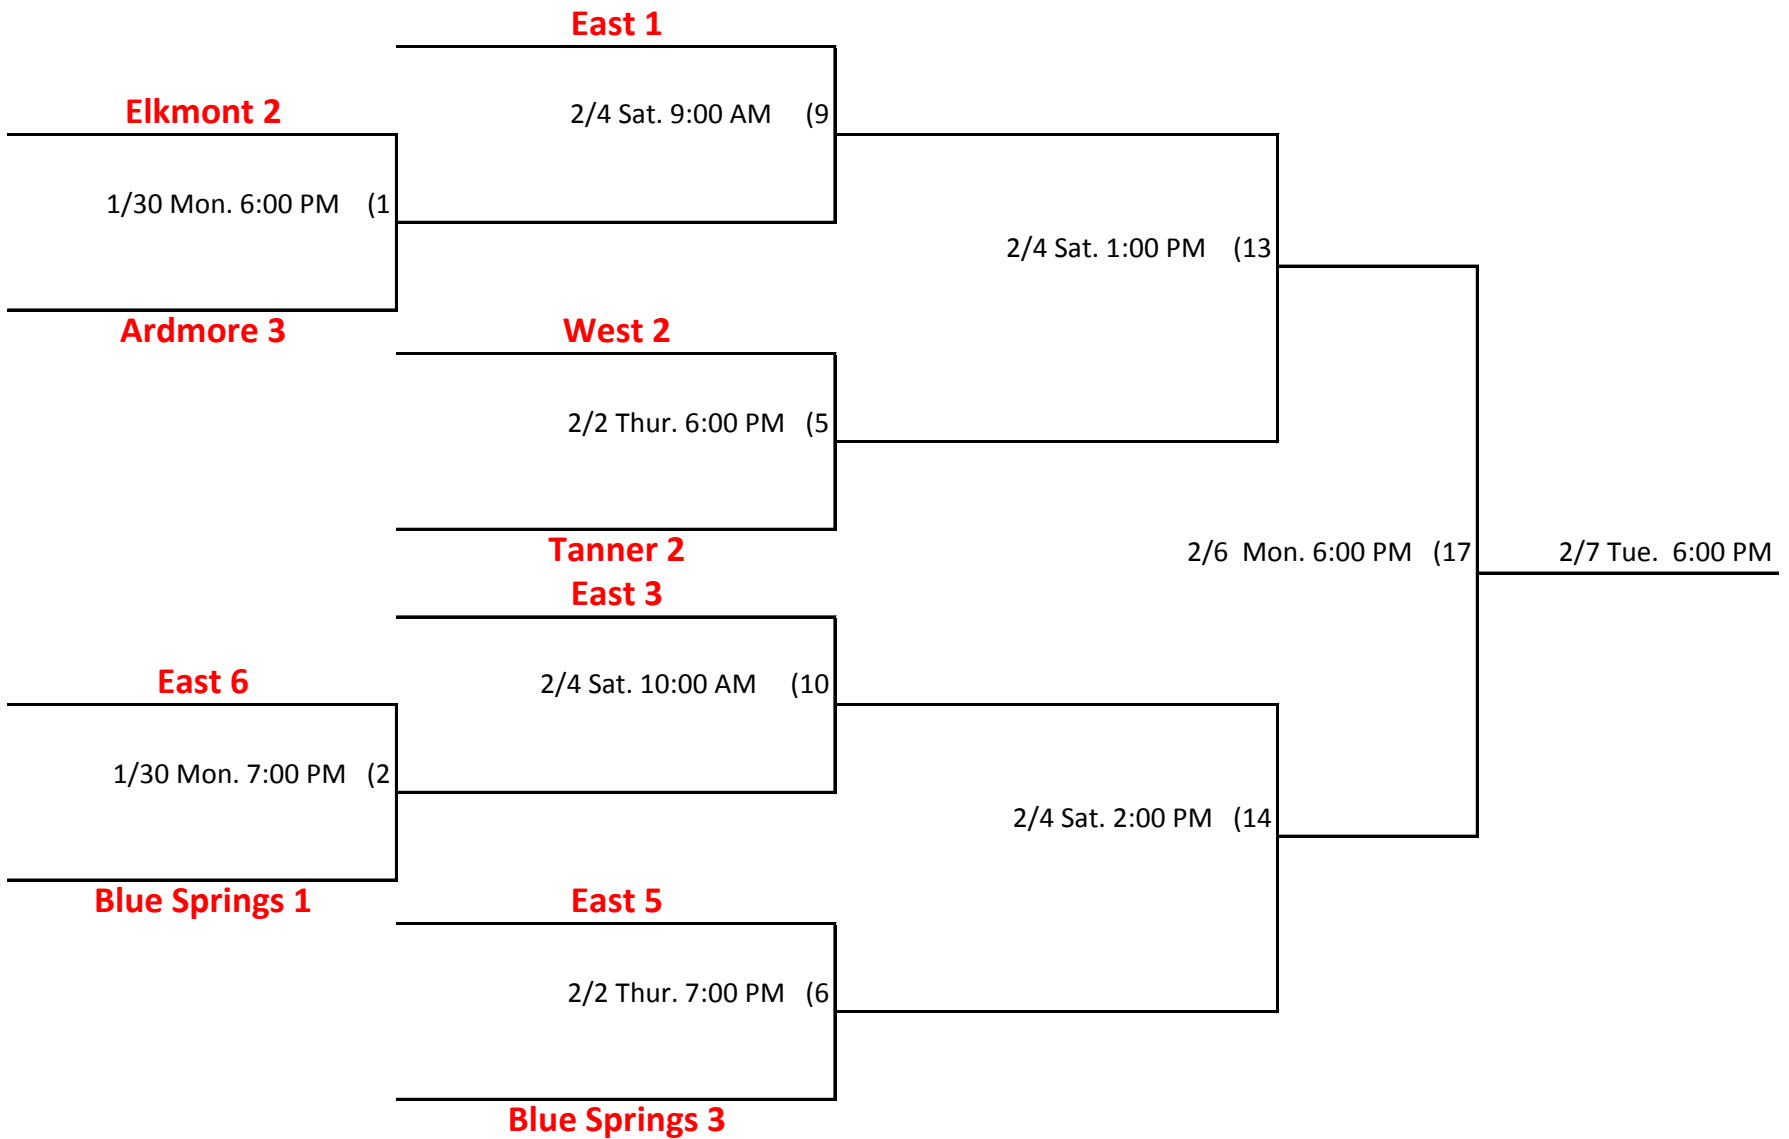 East 1
Elkmont 2
2/4 Sat. 9:00 AM (9
1/30 Mon. 6:00 PM (1
2/4 Sat. 1:00 PM (13
Ardmore 3
West 2
2/2 Thur. 6:00 PM (5
Tanner 2
2/6 Mon. 6:00 PM (17
2/7 Tue. 6:00 PM
East 3
East 6
2/4 Sat. 10:00 AM (10
1/30 Mon. 7:00 PM (2
2/4 Sat. 2:00 PM (14
Blue Springs 1
East 5
2/2 Thur. 7:00 PM (6
Blue Springs 3